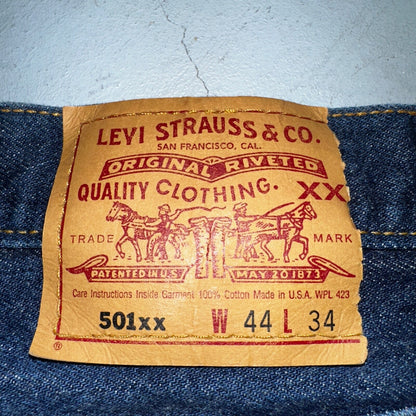 LEVI STRAUSS & CO.
SAN FRANCISCO, CAL.
ORIGINAL RIVETED
QUALITY CLOTHING. XX
TRADE MARK
PATENTED IN U.S. MAY 20 1873
Care Instructions Inside Garment 100% Cotton Made in U.S.A. WPL 423
501xx W 44 L 34
®